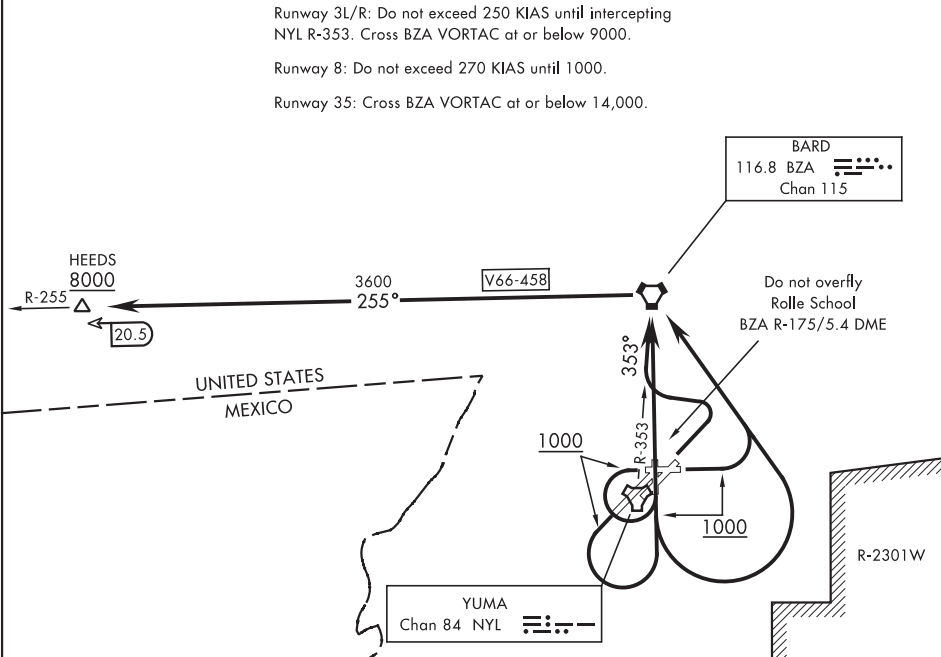 Runway 3L/R: Do not exceed 250 KIAS until intercepting
NYL R-353. Cross BZA VORTAC at or below 9000.
Runway 8: Do not exceed 270 KIAS until 1000.
Runway 35: Cross BZA VORTAC at or below 14,000.
BARD
116.8 BZA
Chan 115
HEEDS
8000
R-255
20.5
3600
255°
V66-458
Do not overfly
Rolle School
BZA R-175/5.4 DME
353°
R-353
UNITED STATES
MEXICO
1000
1000
R-2301W
YUMA
Chan 84 NYL